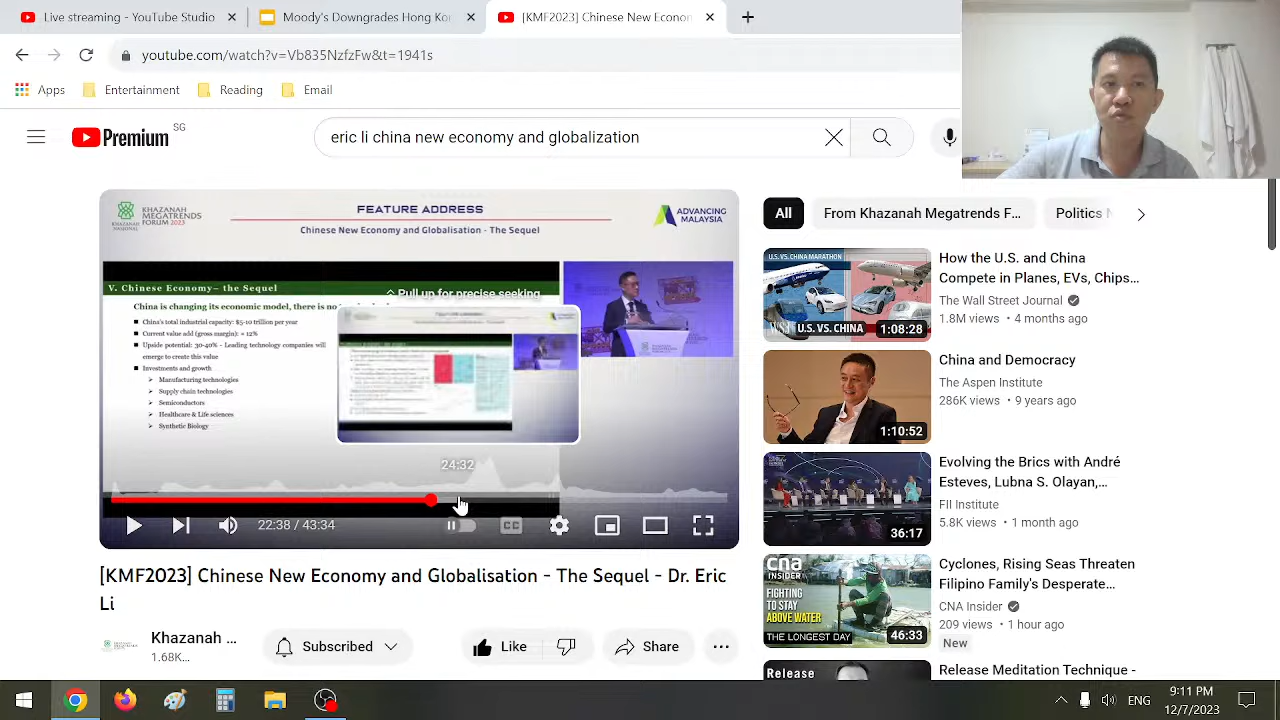 Live streaming - YouTube Studio
Moody's Downgrades Hong Kon
[KMF2023] Chinese New Econom
youtube.com/watch?v=Vb835NzfzFw&t=1941s
Apps
Entertainment
Reading
Email
Premium
SG
eric li china new economy and globalization
KHAZANAH
MEGATRENDS
FORUM 2023
KHAZANAH
NASIONAL
FEATURE ADDRESS
Chinese New Economy and Globalisation - The Sequel
ADVANCING
MALAYSIA
V. Chinese Economy– the Sequel
Pull up for precise seeking
China is changing its economic model, there is no
China's total industrial capacity: $5-10 trillion per year
Current value add (gross margin): ≈ 12%
Upside potential: 30-40% - Leading technology companies will
emerge to create this value
Investments and growth
Manufacturing technologies
Supply chain technologies
Semiconductors
Healthcare & Life sciences
Synthetic Biology
24:32
22:38 / 43:34
CC
[KMF2023] Chinese New Economy and Globalisation - The Sequel - Dr. Eric
Li
Khazanah ...
1.68K...
Subscribed
Like
Share
All
From Khazanah Megatrends F...
Politics N
U.S. VS. CHINA MARATHON
U.S. VS. CHINA
1:08:28
How the U.S. and China
Compete in Planes, EVs, Chips...
The Wall Street Journal
1.8M views • 4 months ago
1:10:52
China and Democracy
The Aspen Institute
286K views • 9 years ago
36:17
Evolving the Brics with André
Esteves, Lubna S. Olayan,...
FII Institute
5.8K views • 1 month ago
cna
INSIDER
FIGHTING
TO STAY
ABOVE WATER
THE LONGEST DAY
46:33
Cyclones, Rising Seas Threaten
Filipino Family's Desperate...
CNA Insider
209 views • 1 hour ago
New
Release
Release Meditation Technique -
ENG
9:11 PM
12/7/2023